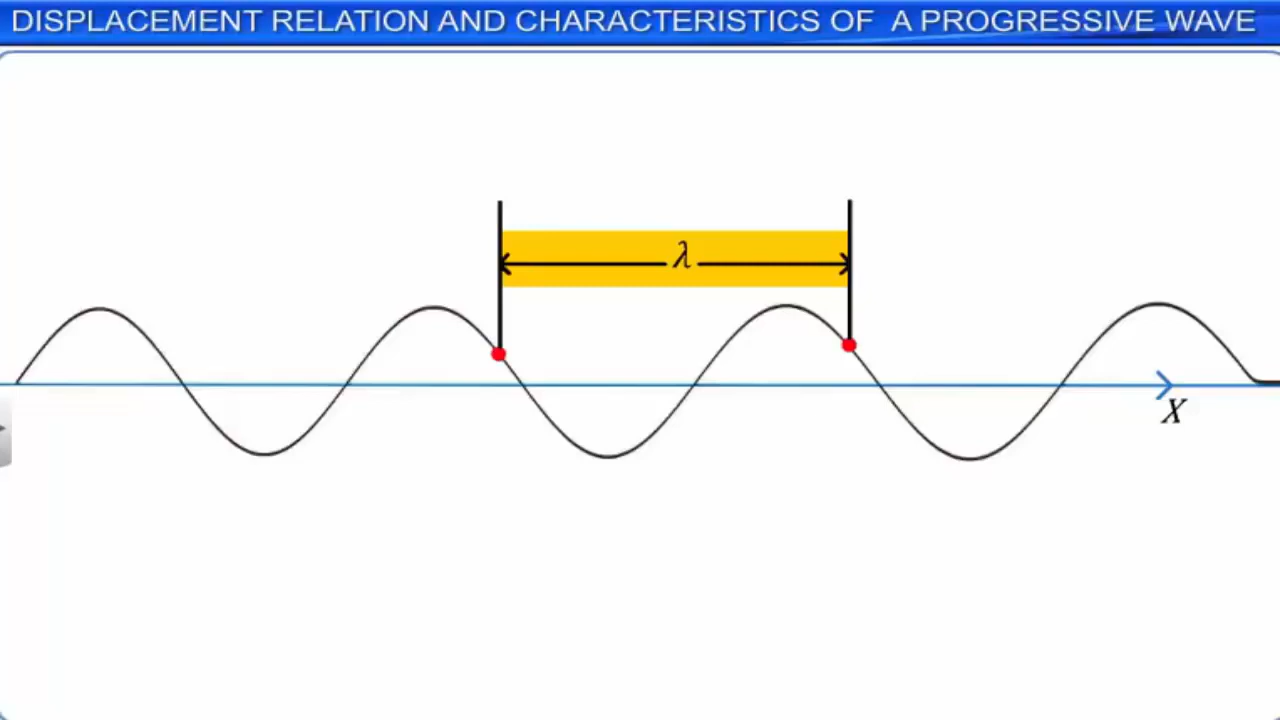 DISPLACEMENT RELATION AND CHARACTERISTICS OF A PROGRESSIVE WAVE
λ
X